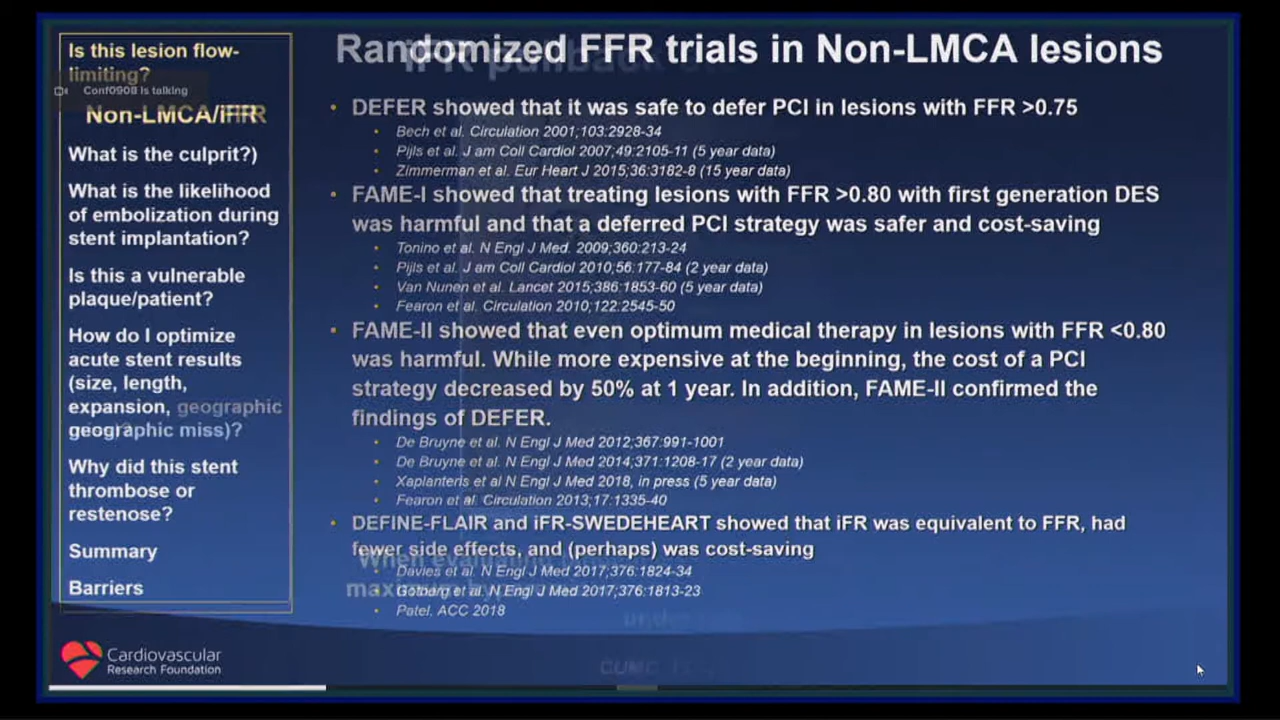 Is this lesion flow-
limiting?
Conf0908 is talking
Non-LMCA/iFR
What is the culprit?)
What is the likelihood
of embolization during
stent implantation?
Is this a vulnerable
plaque/patient?
How do I optimize
acute stent results
(size, length,
expansion, geographic
geographic miss)?
Why did this stent
thrombose or
restenose?
Summary
Barriers
Randomized FFR trials in Non-LMCA lesions
iFR pullback
• DEFER showed that it was safe to defer PCI in lesions with FFR >0.75
• Bech et al. Circulation 2001;103:2928-34
• Pijls et al. J am Coll Cardiol 2007;49:2105-11 (5 year data)
• Zimmerman et al. Eur Heart J 2015;36:3182-8 (15 year data)
• FAME-I showed that treating lesions with FFR >0.80 with first generation DES
was harmful and that a deferred PCI strategy was safer and cost-saving
• Tonino et al. N Engl J Med. 2009;360:213-24
• Pijls et al. J am Coll Cardiol 2010;56:177-84 (2 year data)
• Van Nunen et al. Lancet 2015;386:1853-60 (5 year data)
• Fearon et al. Circulation 2010;122:2545-50
• FAME-II showed that even optimum medical therapy in lesions with FFR <0.80
was harmful. While more expensive at the beginning, the cost of a PCI
strategy decreased by 50% at 1 year. In addition, FAME-II confirmed the
findings of DEFER.
• De Bruyne et al. N Engl J Med 2012;367:991-1001
• De Bruyne et al. N Engl J Med 2014;371:1208-17 (2 year data)
• Xaplanteris et al N Engl J Med 2018, in press (5 year data)
• Fearon et al. Circulation 2013;17:1335-40
• DEFINE-FLAIR and iFR-SWEDEHEART showed that iFR was equivalent to FFR, had
fewer side effects, and (perhaps) was cost-saving
When
• Davies et al. N Engl J Med 2017;376:1824-34
• Gotberg et al. N Engl J Med 2017;376:1813-23
• Patel. ACC 2018
CUMC
Cardiovascular
Research Foundation